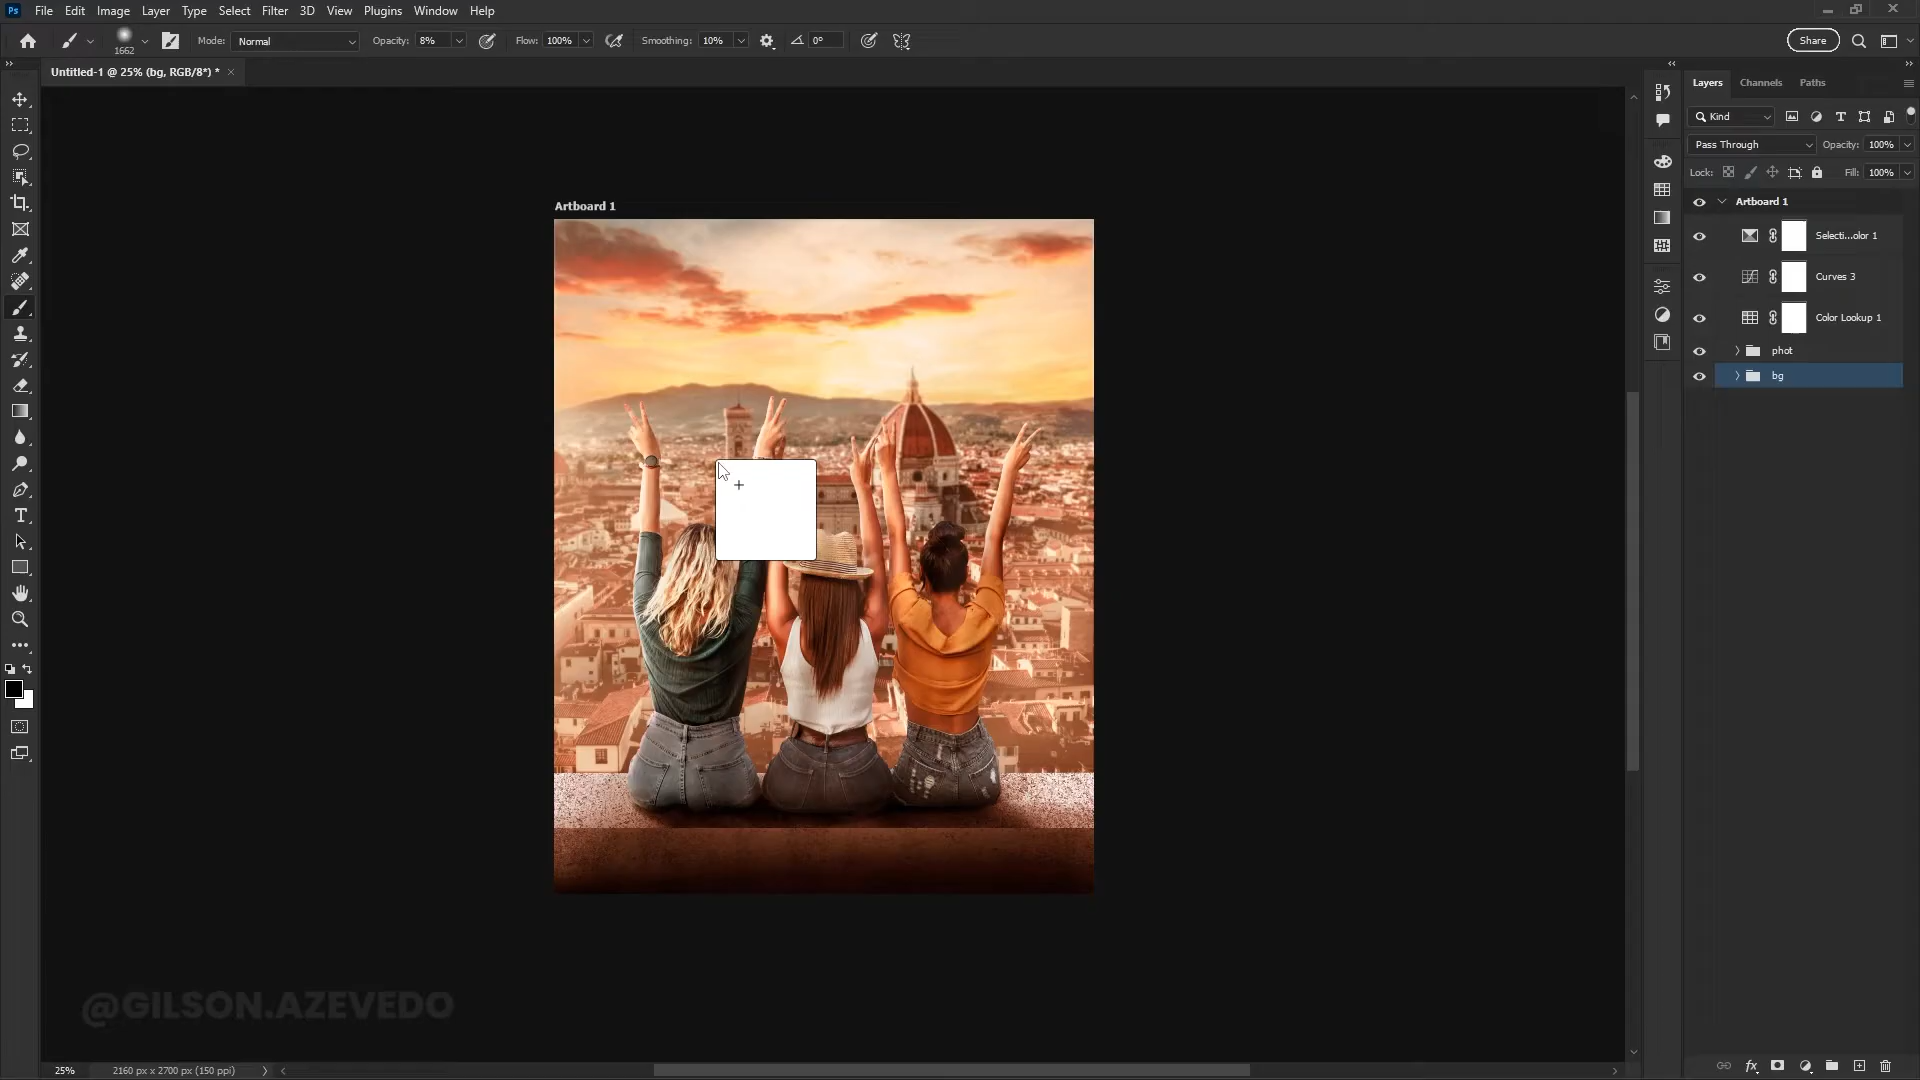 Ps File Edit Image Layer Type Select Filter 3D View Plugins Window Help
1662 Mode: Normal Opacity: 8% Flow: 100% Smoothing: 10% 0° Share
Untitled-1 @ 25% (bg, RGB/8*) * ×
Layers Channels Paths
Kind
Pass Through Opacity: 100%
Lock: Fill: 100%
Artboard 1
Artboard 1
Selecti...olor 1
Curves 3
Color Lookup 1
phot
bg
@GILSON.AZEVEDO
25% 2160 px x 2700 px (150 ppi)